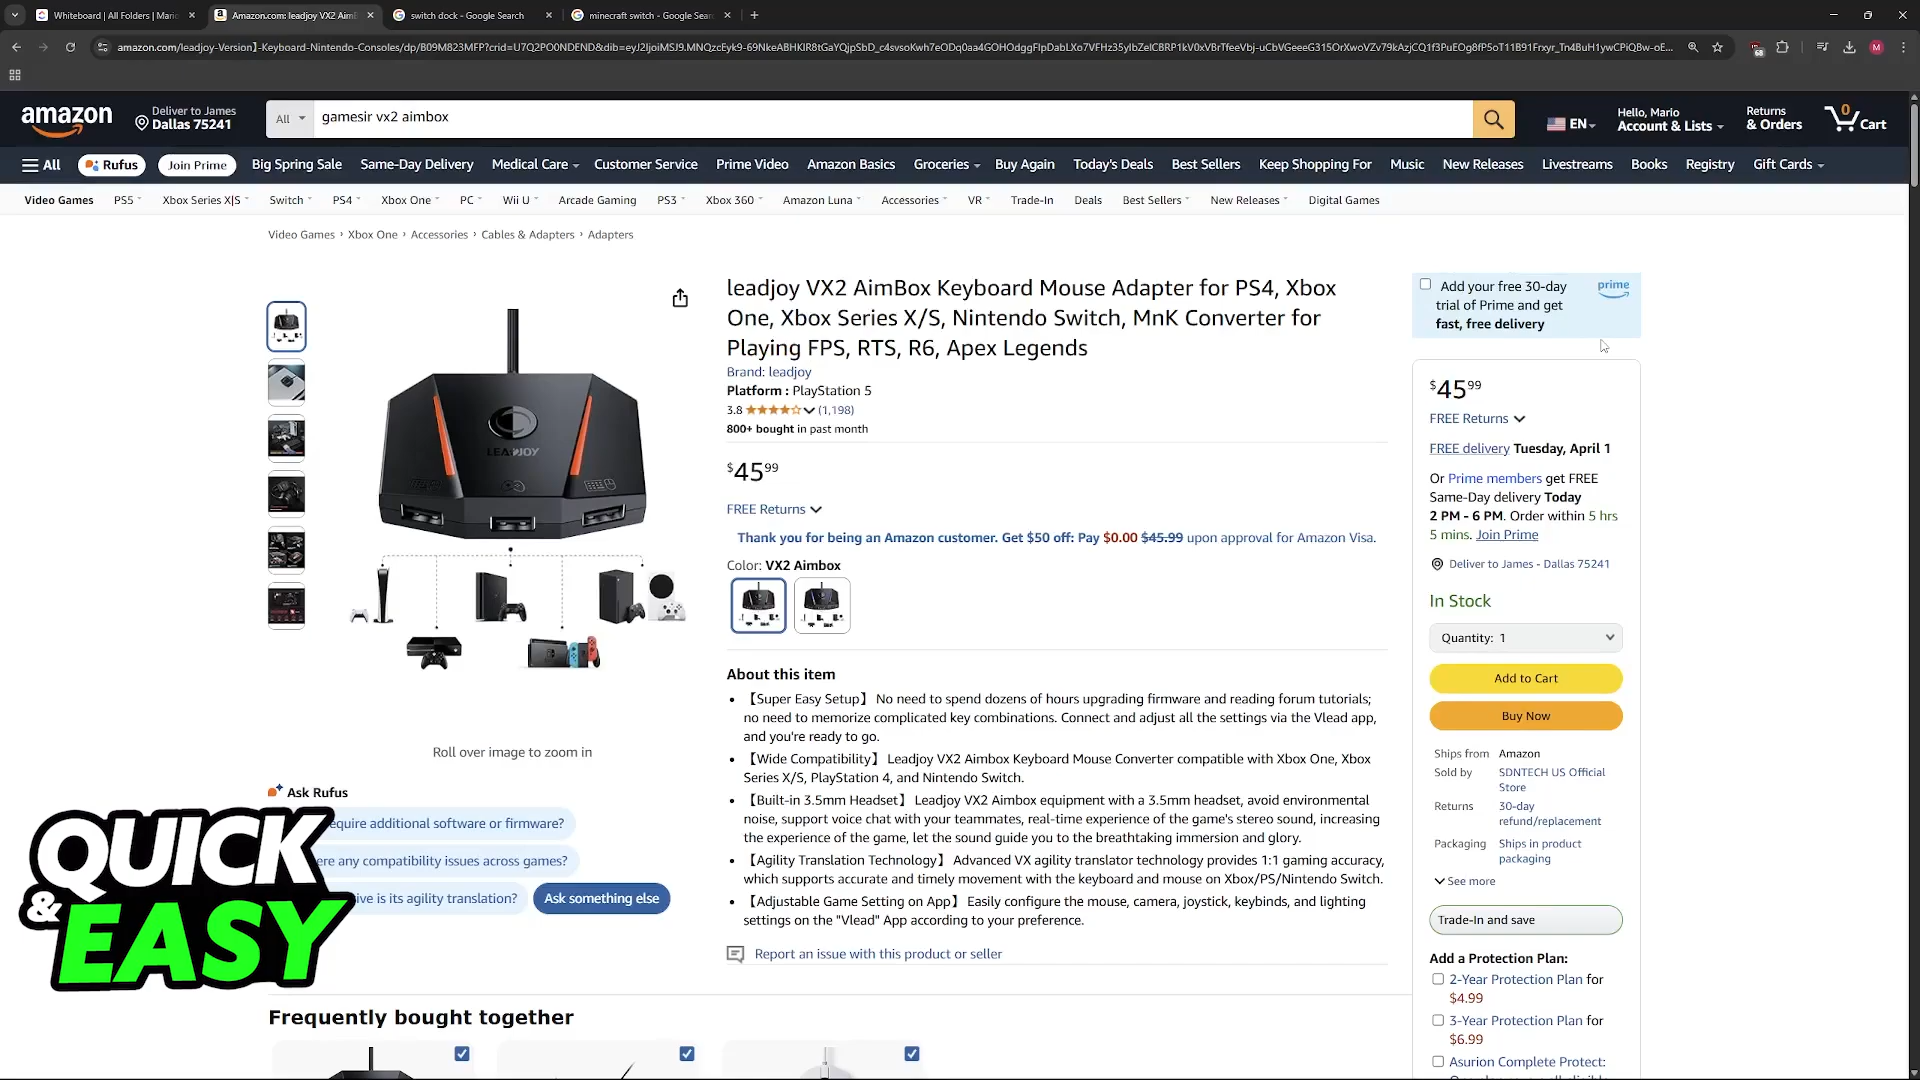 Whiteboard | All Folders | Mario
Amazon.com: leadjoy VX2 AimB
switch dock - Google Search
minecraft switch - Google Sear
amazon
Deliver to James
Dallas 75241
All
gamesir vx2 aimbox
EN
Hello, Mario
Account & Lists
Returns
& Orders
0
Cart
All
Rufus
Join Prime
Big Spring Sale
Same-Day Delivery
Medical Care
Customer Service
Prime Video
Amazon Basics
Groceries
Buy Again
Today's Deals
Best Sellers
Keep Shopping For
Music
New Releases
Livestreams
Books
Registry
Gift Cards
Video Games
PS5
Xbox Series X|S
Switch
PS4
Xbox One
PC
Wii U
Arcade Gaming
PS3
Xbox 360
Amazon Luna
Accessories
VR
Trade-In
Deals
Best Sellers
New Releases
Digital Games
Video Games › Xbox One › Accessories › Cables & Adapters › Adapters
LEADJOY
Roll over image to zoom in
Ask Rufus
equire additional software or firmware?
ere any compatibility issues across games?
ive is its agility translation?
Ask something else
QUICK
& EASY
leadjoy VX2 AimBox Keyboard Mouse Adapter for PS4, Xbox
One, Xbox Series X/S, Nintendo Switch, MnK Converter for
Playing FPS, RTS, R6, Apex Legends
Brand: leadjoy
Platform : PlayStation 5
3.8 (1,198)
800+ bought in past month
$45 99
FREE Returns
Thank you for being an Amazon customer. Get $50 off: Pay $0.00 $45.99 upon approval for Amazon Visa.
Color: VX2 Aimbox
About this item
• 【Super Easy Setup】 No need to spend dozens of hours upgrading firmware and reading forum tutorials;
no need to memorize complicated key combinations. Connect and adjust all the settings via the Vlead app,
and you're ready to go.
• 【Wide Compatibility】 Leadjoy VX2 Aimbox Keyboard Mouse Converter compatible with Xbox One, Xbox
Series X/S, PlayStation 4, and Nintendo Switch.
• 【Built-in 3.5mm Headset】 Leadjoy VX2 Aimbox equipment with a 3.5mm headset, avoid environmental
noise, support voice chat with your teammates, real-time experience of the game's stereo sound, increasing
the experience of the game, let the sound guide you to the breathtaking immersion and glory.
• 【Agility Translation Technology】 Advanced VX agility translator technology provides 1:1 gaming accuracy,
which supports accurate and timely movement with the keyboard and mouse on Xbox/PS/Nintendo Switch.
• 【Adjustable Game Setting on App】 Easily configure the mouse, camera, joystick, keybinds, and lighting
settings on the "Vlead" App according to your preference.
Report an issue with this product or seller
Add your free 30-day
trial of Prime and get
fast, free delivery
prime
$45 99
FREE Returns
FREE delivery Tuesday, April 1
Or Prime members get FREE
Same-Day delivery Today
2 PM - 6 PM. Order within 5 hrs
5 mins. Join Prime
Deliver to James - Dallas 75241
In Stock
Quantity: 1
Add to Cart
Buy Now
Ships from Amazon
Sold by SDNTECH US Official
Store
Returns 30-day
refund/replacement
Packaging Ships in product
packaging
See more
Trade-In and save
Add a Protection Plan:
2-Year Protection Plan for
$4.99
3-Year Protection Plan for
$6.99
Asurion Complete Protect:
Frequently bought together